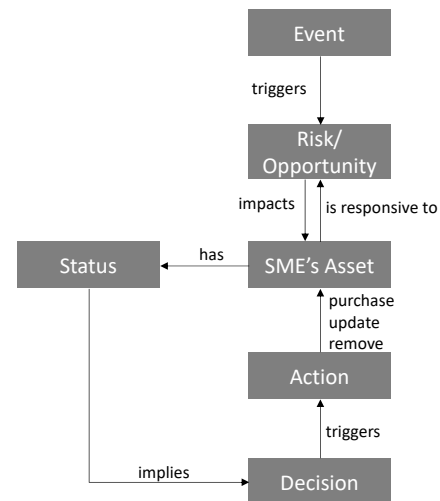 Event
triggers
Risk/
Opportunity
impacts
is responsive to
Status
has
SME's Asset
purchase
update
remove
Action
triggers
implies
Decision